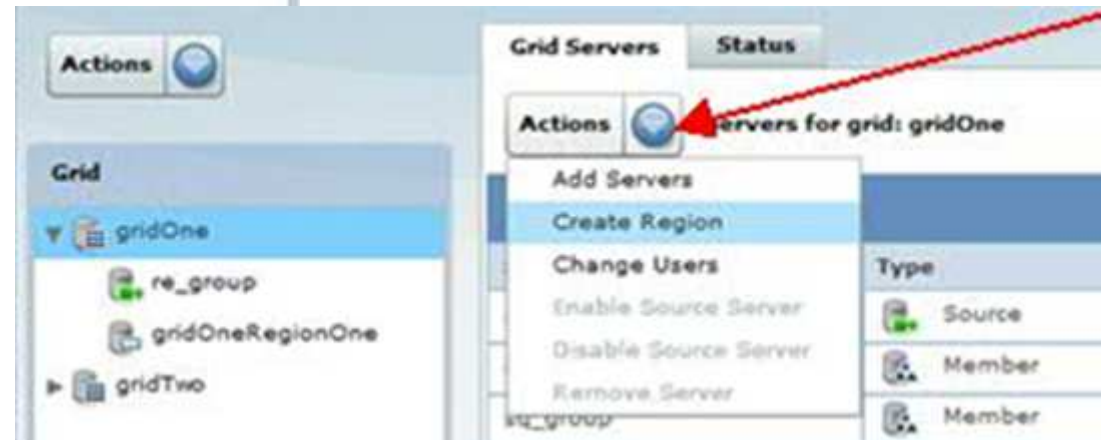 Actions
Grid
gridOne
re_group
gridOneRegionOne
gridTwo
Grid Servers
Status
Actions
ervers for grid: gridOne
Add Servers
Create Region
Change Users
Enable Source Server
Disable Source Server
Remove Server
Type
Source
Member
sq_group
Member